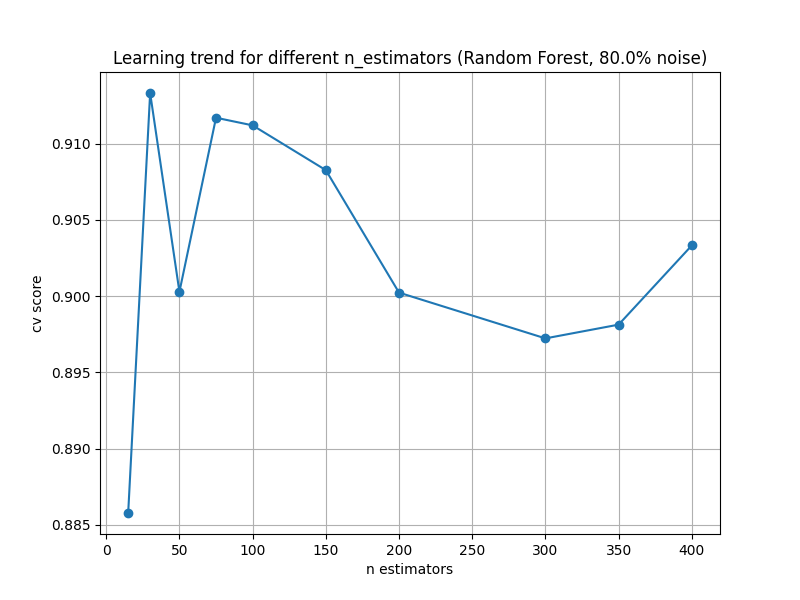 Learning trend for different n_estimators (Random Forest, 80.0% noise)
cv score
0.910
0.905
0.900
0.895
0.890
0.885
0 50 100 150 200 250 300 350 400
n estimators